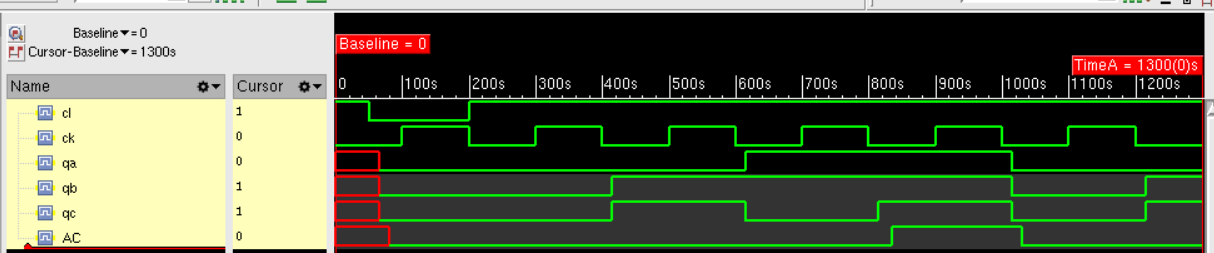 Baseline▼= 0
Cursor-Baseline▼= 1300s
Baseline = 0
TimeA = 1300(0)s
Name
Cursor
0
100s
200s
300s
400s
500s
600s
700s
800s
900s
1000s
1100s
1200s
cl
1
ck
0
qa
0
qb
1
qc
1
AC
0